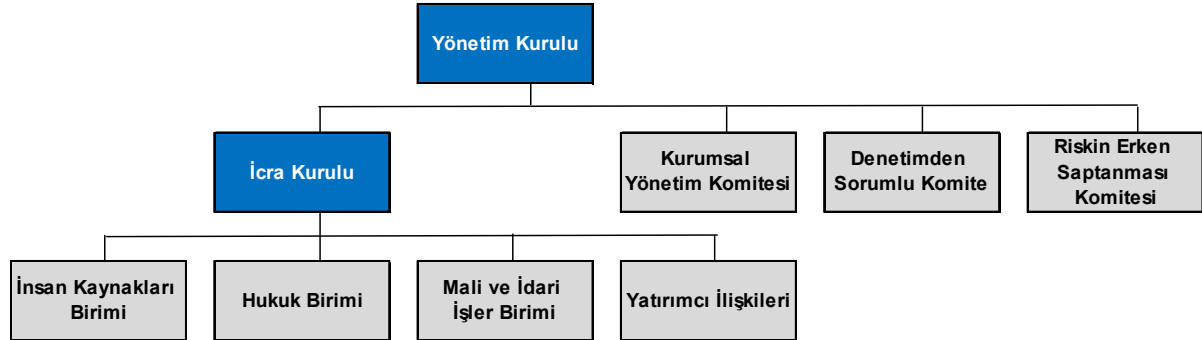 Yönetim Kurulu
İcra Kurulu
Kurumsal
Yönetim Komitesi
Denetimden
Sorumlu Komite
Riskin Erken
Saptanması
Komitesi
İnsan Kaynakları
Birimi
Hukuk Birimi
Mali ve İdari
İşler Birimi
Yatırımcı İlişkileri